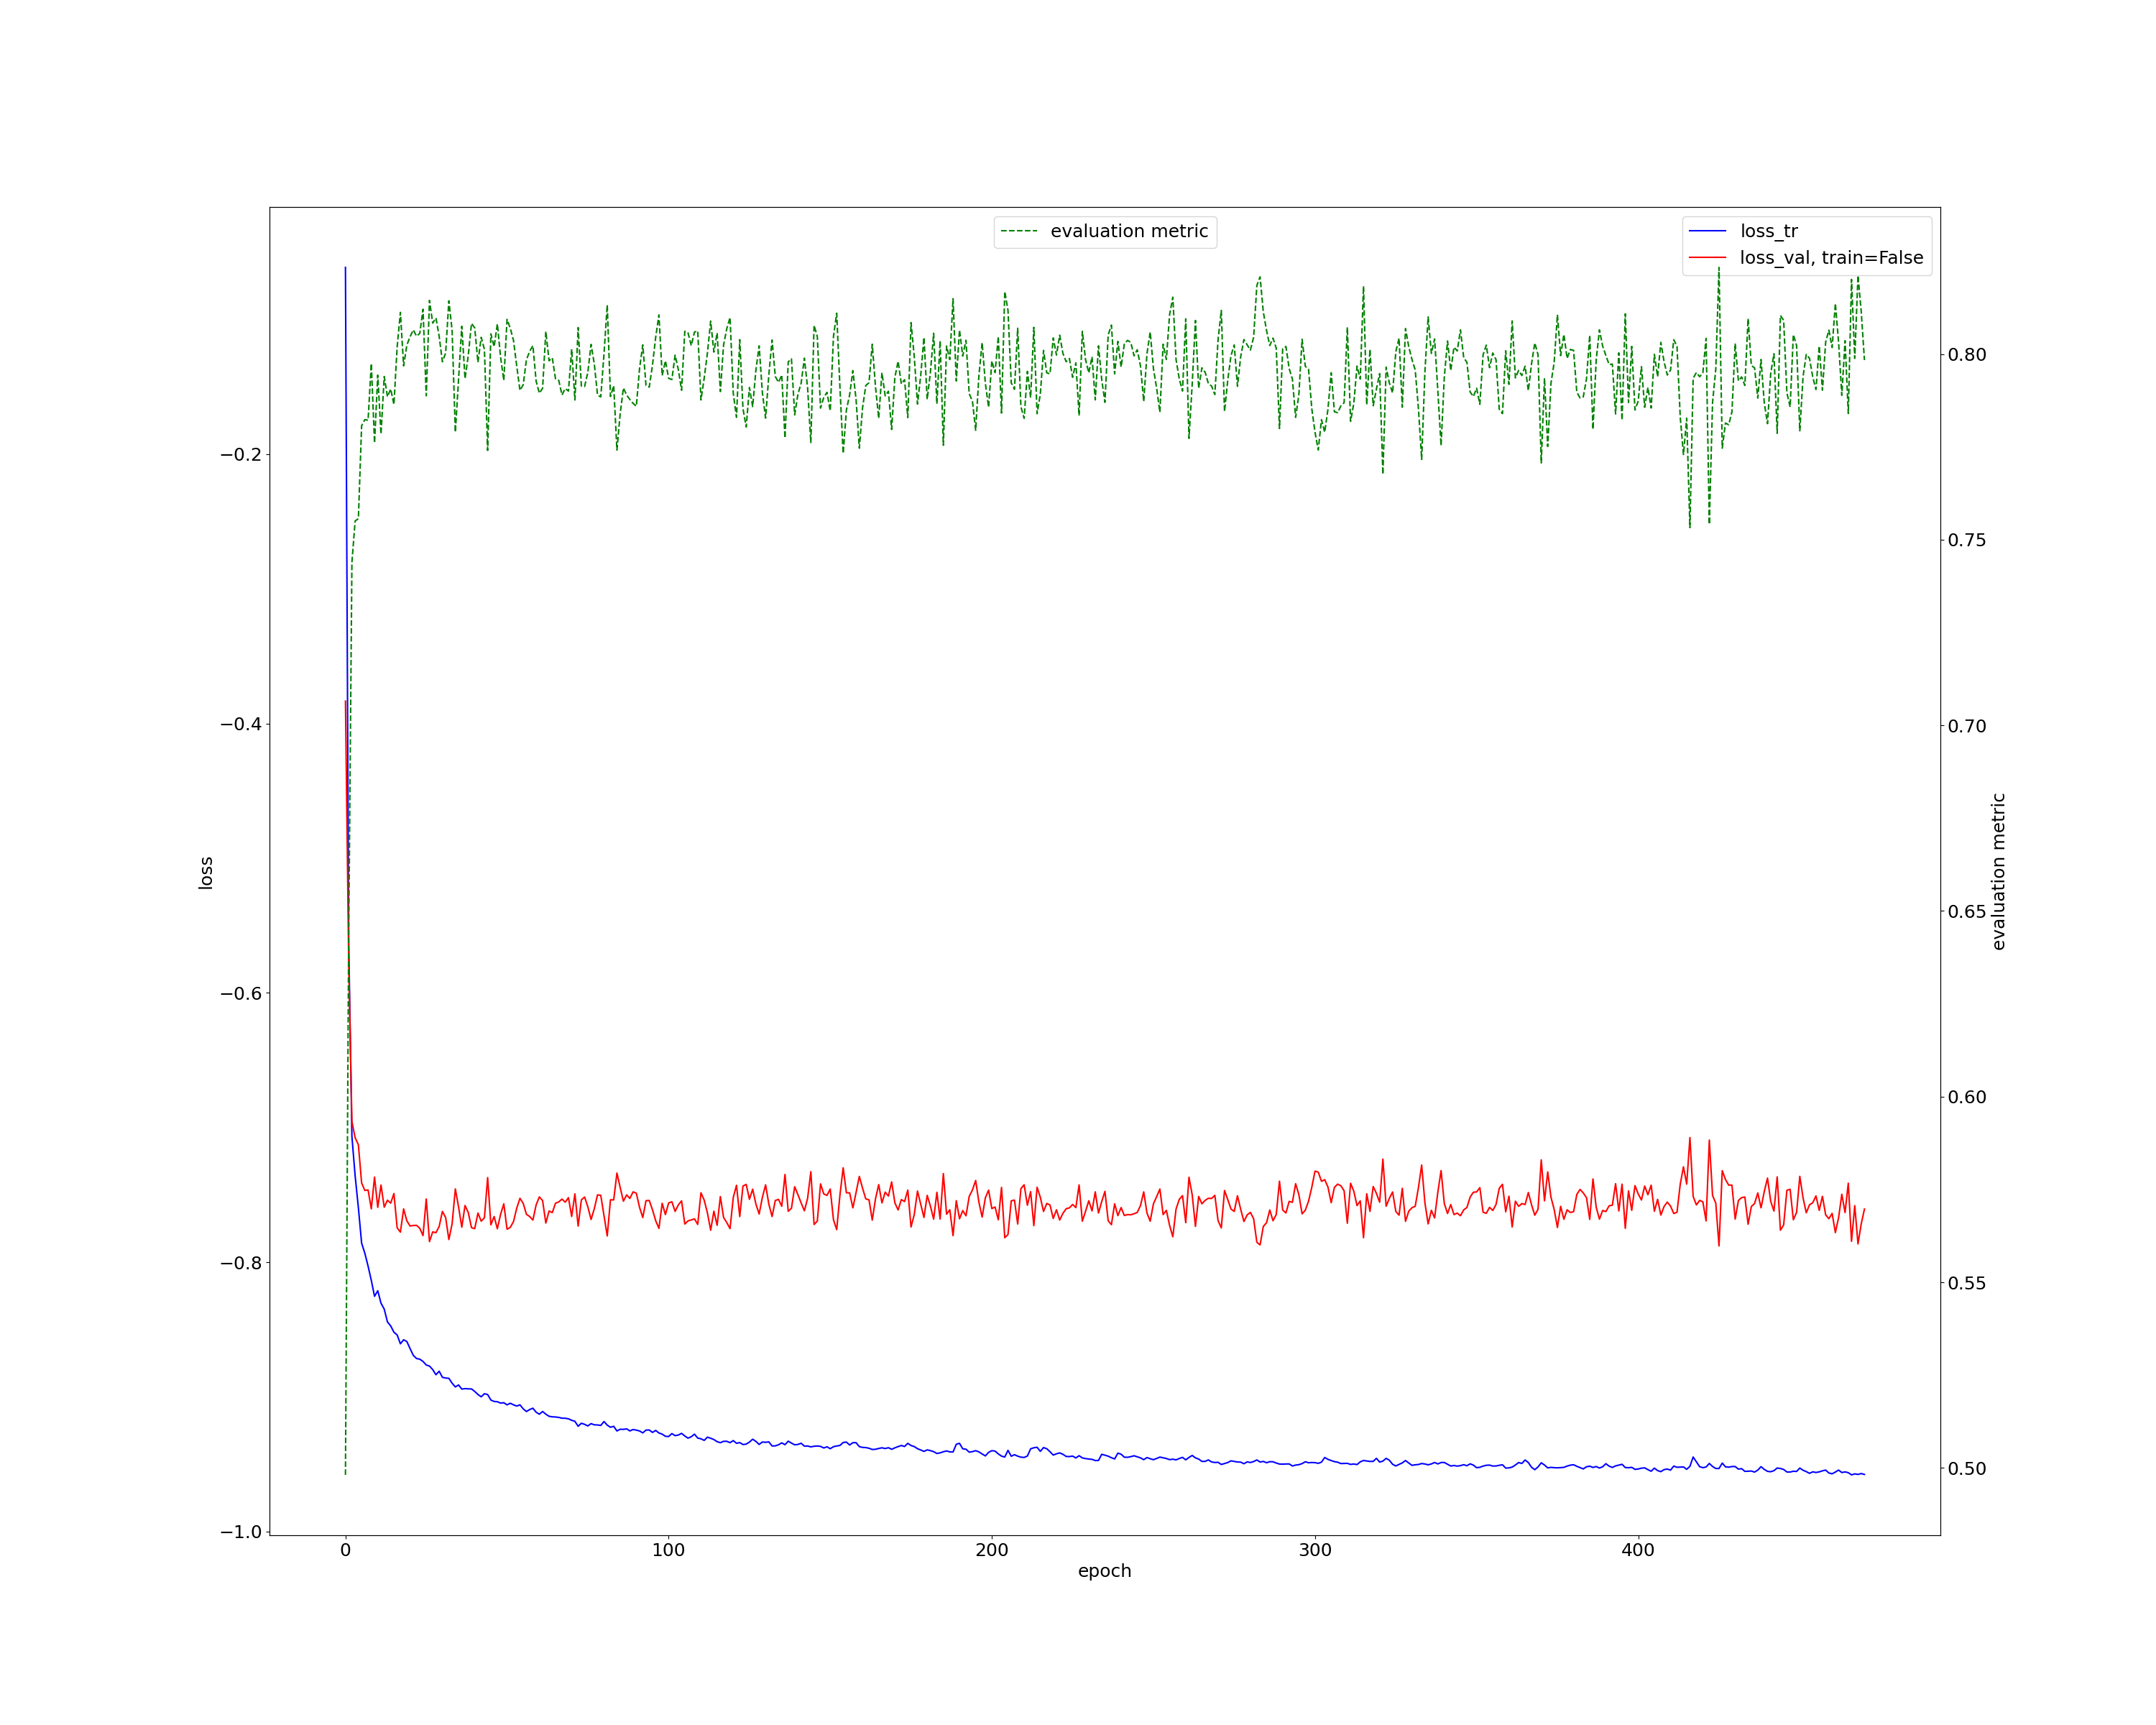 evaluation metric
loss_tr
loss_val, train=False
−0.2
−0.4
−0.6
−0.8
−1.0
loss
0.80
0.75
0.70
0.65
0.60
0.55
0.50
evaluation metric
0 100 200 300 400
epoch